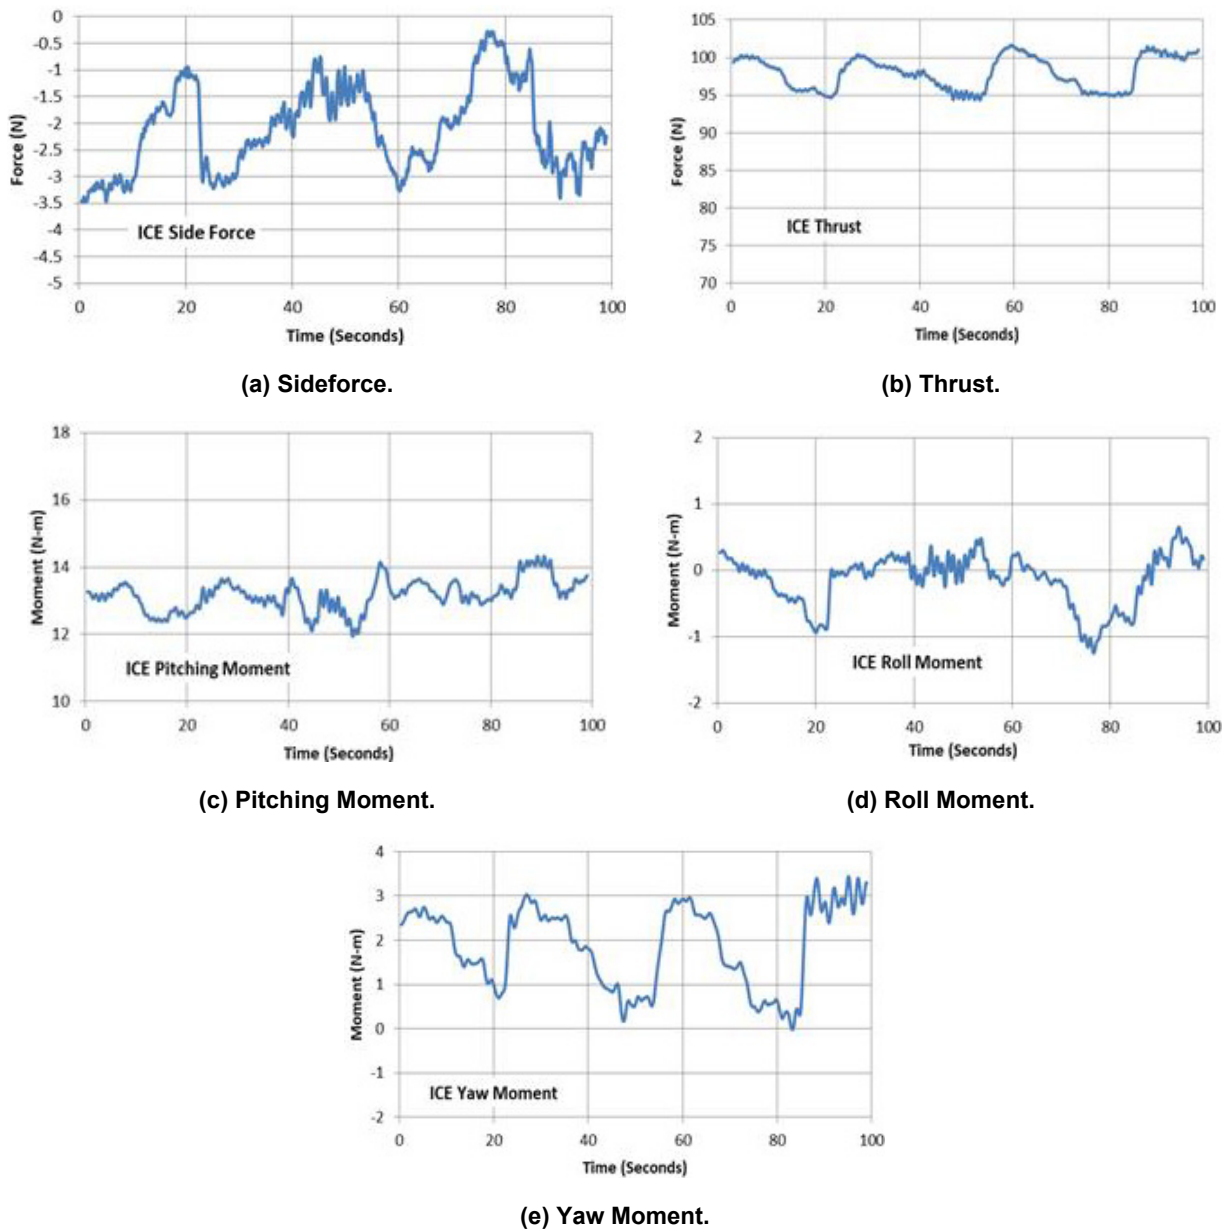 0
-0.5
-1
-1.5
-2
-2.5
-3
-3.5
-4
-4.5
-5
Force (N)
ICE Side Force
0 20 40 60 80 100
Time (Seconds)
(a) Sideforce.
105
100
95
90
85
80
75
70
Force (N)
ICE Thrust
0 20 40 60 80 100
Time (Seconds)
(b) Thrust.
18
16
14
12
10
Moment (N-m)
ICE Pitching Moment
0 20 40 60 80 100
Time (Seconds)
(c) Pitching Moment.
2
1
0
-1
-2
Moment (N-m)
ICE Roll Moment
0 20 40 60 80 100
Time (Seconds)
(d) Roll Moment.
4
3
2
1
0
-1
-2
Moment (N-m)
ICE Yaw Moment
0 20 40 60 80 100
Time (Seconds)
(e) Yaw Moment.